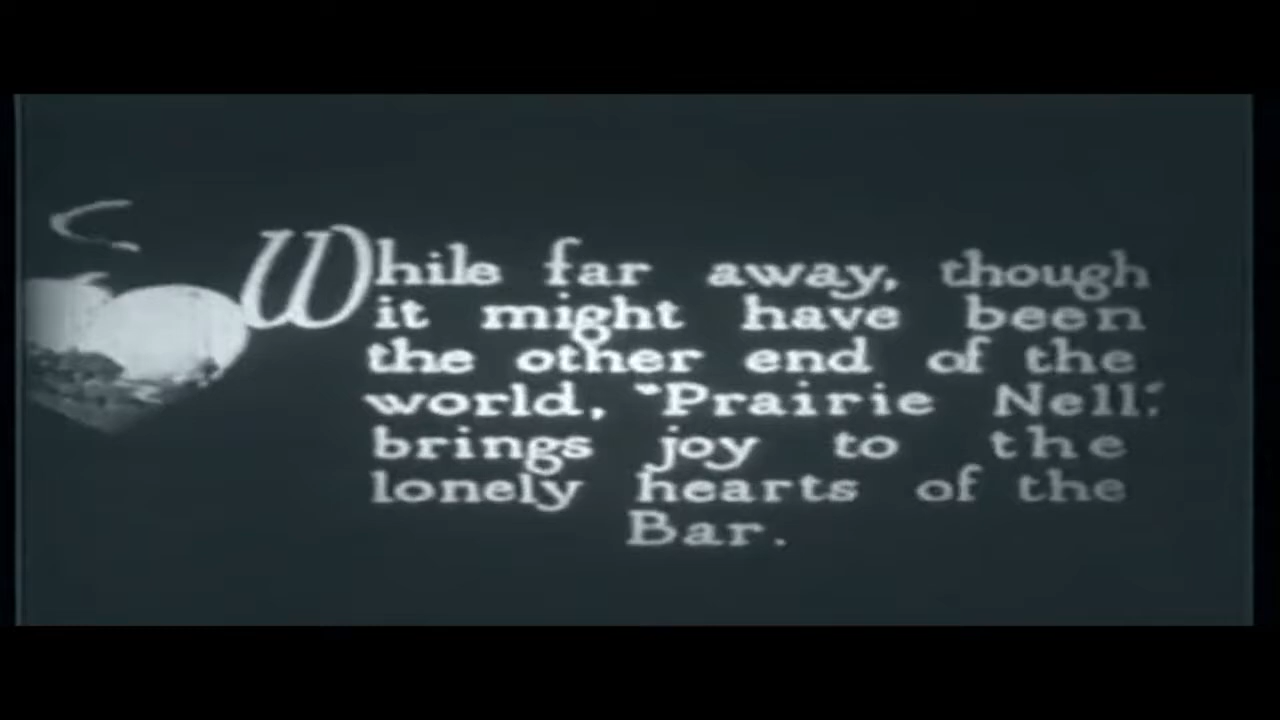 While far away, though
it might have been
the other end of the
world, "Prairie Nell,"
brings joy to the
lonely hearts of the
Bar.